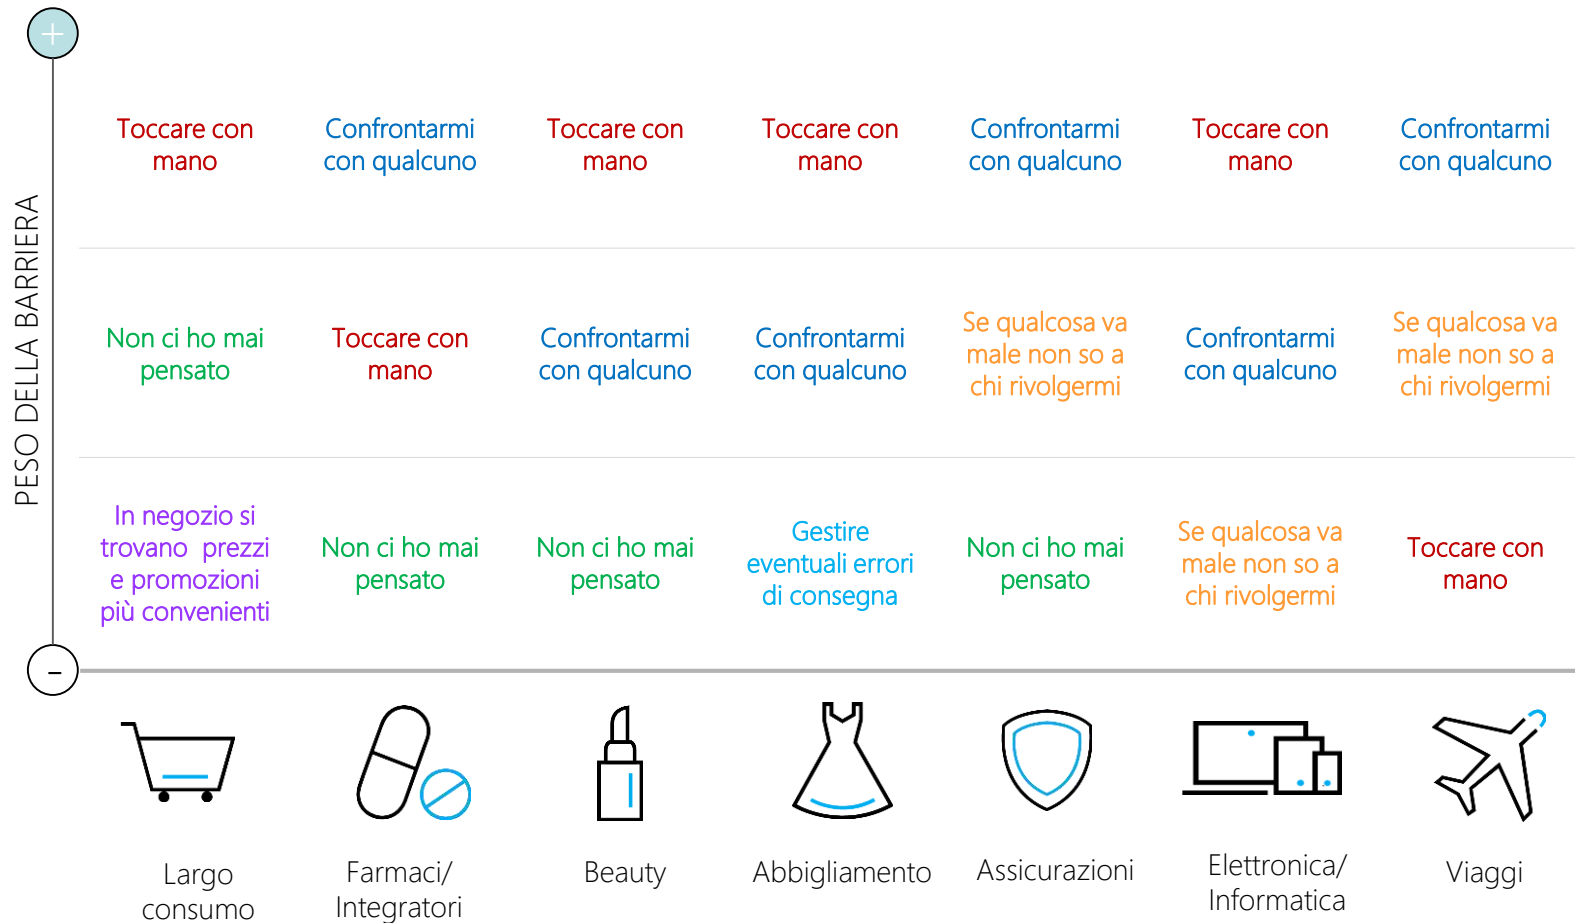 +
PESO DELLA BARRIERA
Toccare con
mano
Confrontarmi
con qualcuno
Toccare con
mano
Toccare con
mano
Confrontarmi
con qualcuno
Toccare con
mano
Confrontarmi
con qualcuno
Non ci ho mai
pensato
Toccare con
mano
Confrontarmi
con qualcuno
Confrontarmi
con qualcuno
Se qualcosa va
male non so a
chi rivolgermi
Confrontarmi
con qualcuno
Se qualcosa va
male non so a
chi rivolgermi
In negozio si
trovano prezzi
e promozioni
più convenienti
Non ci ho mai
pensato
Non ci ho mai
pensato
Gestire
eventuali errori
di consegna
Non ci ho mai
pensato
Se qualcosa va
male non so a
chi rivolgermi
Toccare con
mano
-
Largo
consumo
Farmaci/
Integratori
Beauty
Abbigliamento
Assicurazioni
Elettronica/
Informatica
Viaggi